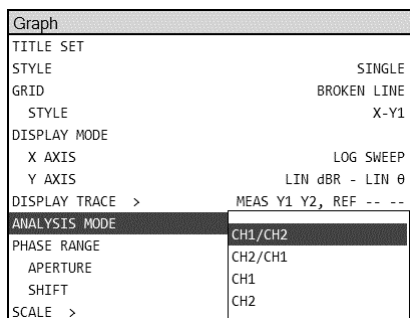 Graph
TITLE SET
STYLE SINGLE
GRID BROKEN LINE
STYLE X-Y1
DISPLAY MODE
X AXIS LOG SWEEP
Y AXIS LIN dBR - LIN θ
DISPLAY TRACE > MEAS Y1 Y2, REF -- --
ANALYSIS MODE
CH1/CH2
PHASE RANGE
CH2/CH1
APERTURE
CH1
SHIFT
CH2
SCALE >